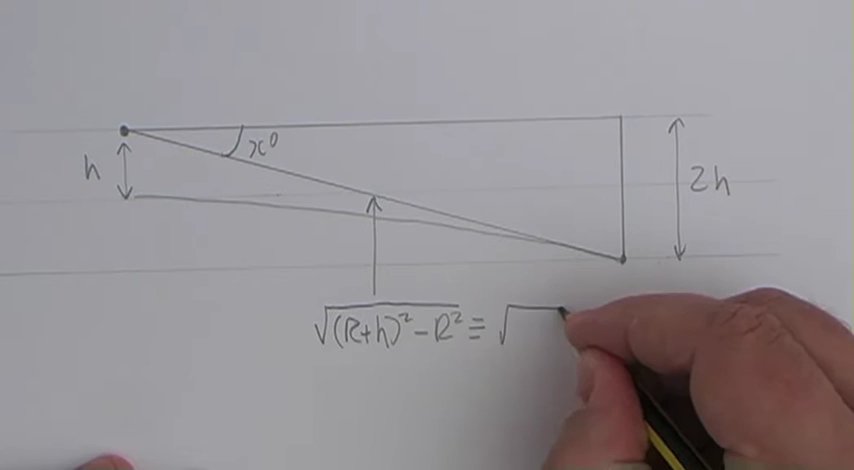 x°
h
2h
√(R+h)² − R² ≡ √